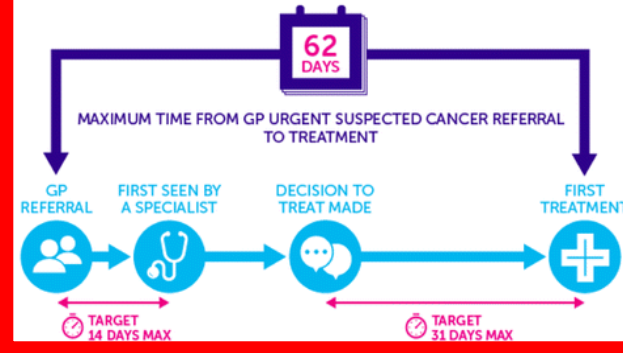 62
DAYS
MAXIMUM TIME FROM GP URGENT SUSPECTED CANCER REFERRAL
TO TREATMENT
GP
REFERRAL
FIRST SEEN BY
A SPECIALIST
DECISION TO
TREAT MADE
FIRST
TREATMENT
TARGET
14 DAYS MAX
TARGET
31 DAYS MAX